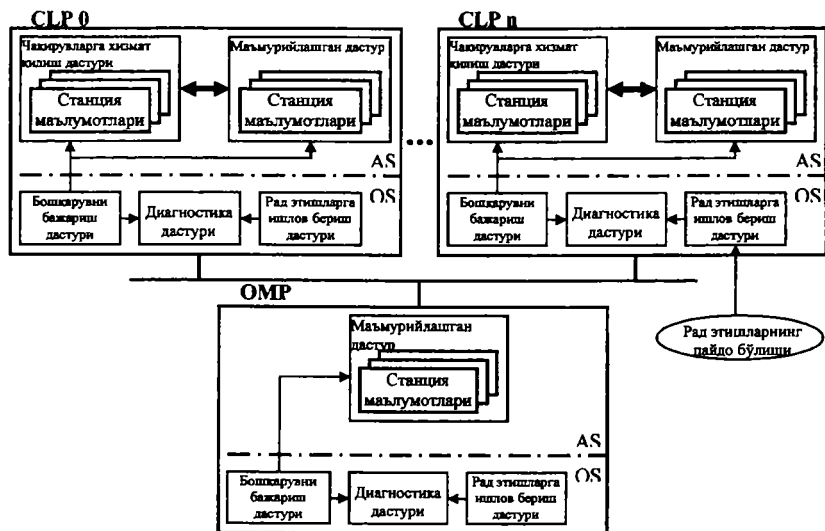 CLP 0
Чакирувларга хизмат
қилиш дастури
Станция
маълумотлари
Маъмурийлашган дастур
Станция
маълумотлари
AS
OS
Бошқарувни
бажариш
дастури
Диагностика
дастури
Рад этишларга
ишлов бериш
дастури
...
CLP n
Чакирувларга хизмат
қилиш дастури
Станция
маълумотлари
Маъмурийлашган дастур
Станция
маълумотлари
AS
OS
Бошқарувни
бажариш
дастури
Диагностика
дастури
Рад этишларга
ишлов бериш
дастури
OMP
Маъмурийлашган
дастур
Станция
маълумотлари
AS
OS
Бошқарувни
бажариш
дастури
Диагностика
дастури
Рад этишларга
ишлов бериш
дастури
Рад этишларнинг
пайдо бўлиши